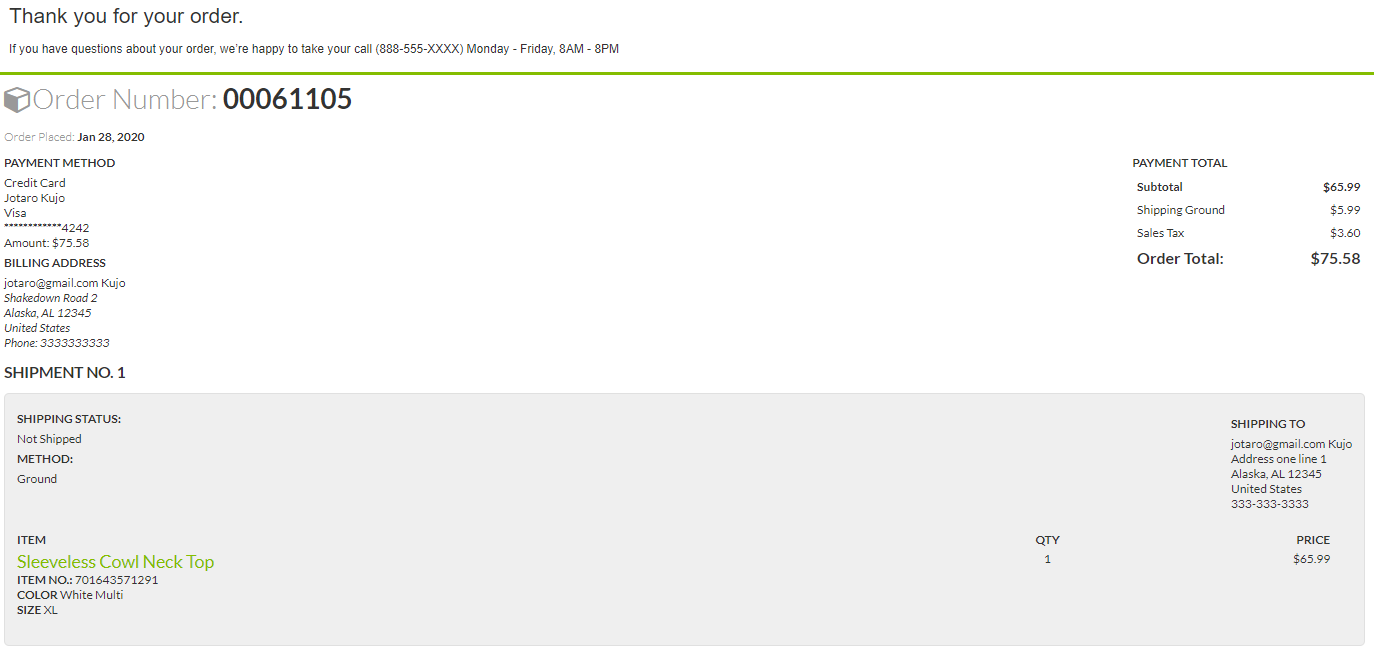 Thank you for your order.
If you have questions about your order, we're happy to take your call (888-555-XXXX) Monday - Friday, 8AM - 8PM
Order Number: 00061105
Order Placed: Jan 28, 2020
PAYMENT METHOD
Credit Card
Jotaro Kujo
Visa
************4242
Amount: $75.58
BILLING ADDRESS
jotaro@gmail.com Kujo
Shakedown Road 2
Alaska, AL 12345
United States
Phone: 3333333333
PAYMENT TOTAL
Subtotal $65.99
Shipping Ground $5.99
Sales Tax $3.60
Order Total: $75.58
SHIPMENT NO. 1
SHIPPING STATUS:
Not Shipped
METHOD:
Ground
SHIPPING TO
jotaro@gmail.com Kujo
Address one line 1
Alaska, AL 12345
United States
333-333-3333
ITEM QTY PRICE
Sleeveless Cowl Neck Top 1 $65.99
ITEM NO.: 701643571291
COLOR White Multi
SIZE XL